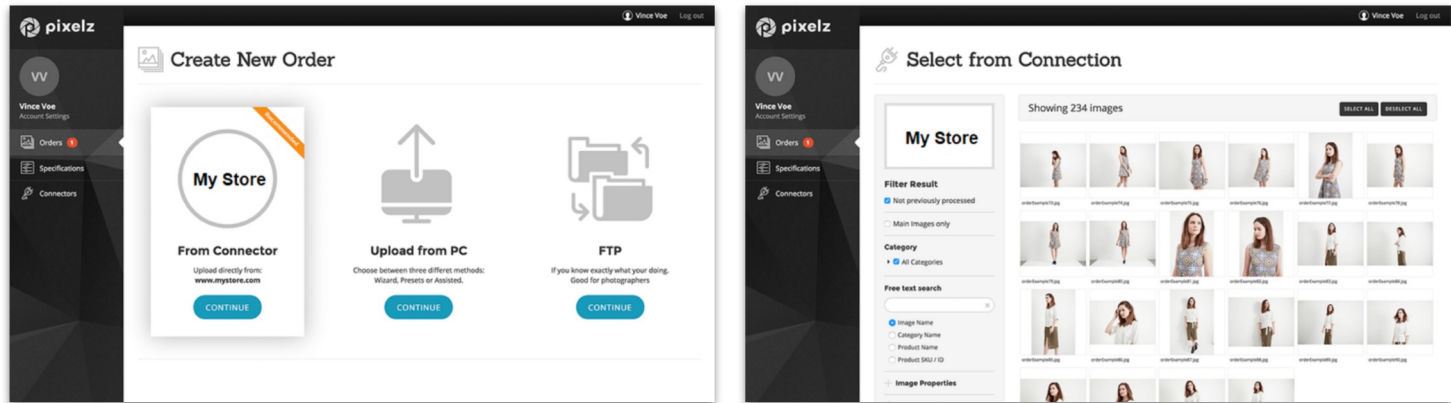 pixelz
Vince Voe Log out
VV
Vince Voe
Account Settings
Orders 1
Specifications
Connectors
Create New Order
Recommended
My Store
From Connector
Upload directly from:
www.mystore.com
CONTINUE
Upload from PC
Choose between three differet methods:
Wizard, Presets or Assisted.
CONTINUE
FTP
If you know exactly what your doing.
Good for photographers
CONTINUE
pixelz
Vince Voe Log out
VV
Vince Voe
Account Settings
Orders 1
Specifications
Connectors
Select from Connection
My Store
Filter Result
Not previously processed
Main Images only
Category
All Categories
Free text search
Image Name
Category Name
Product Name
Product SKU / ID
Image Properties
Showing 234 images
SELECT ALL DESELECT ALL